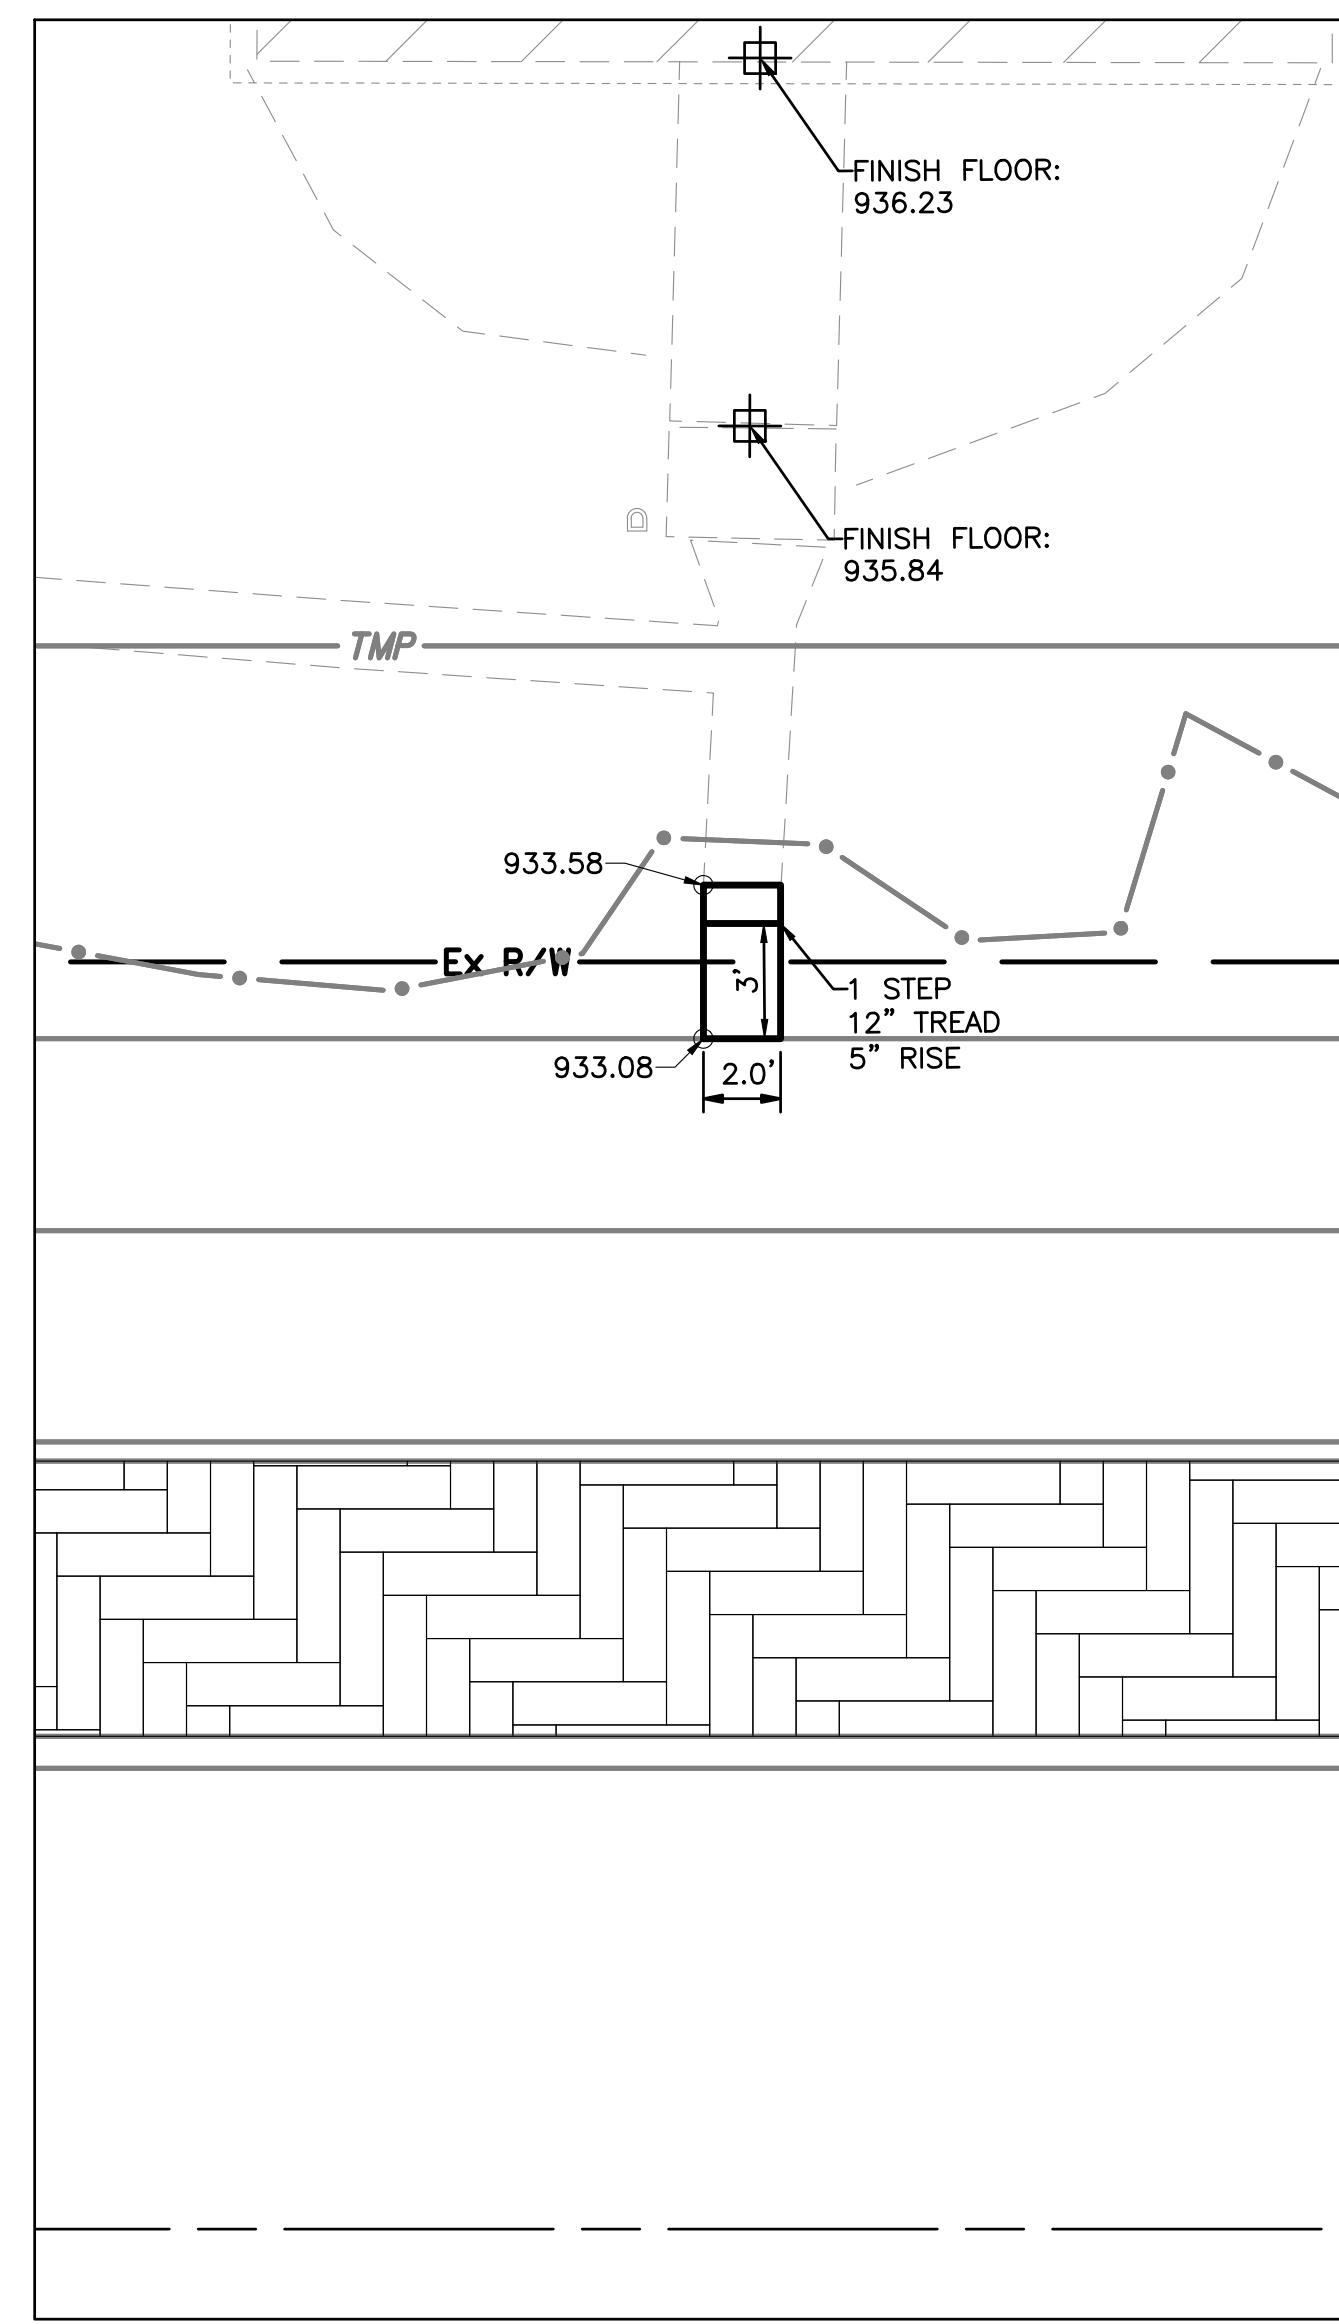 FINISH FLOOR:
936.23
FINISH FLOOR:
935.84
D
TMP
933.58
Ex R/W
3'
1 STEP
12" TREAD
5" RISE
933.08
2.0'